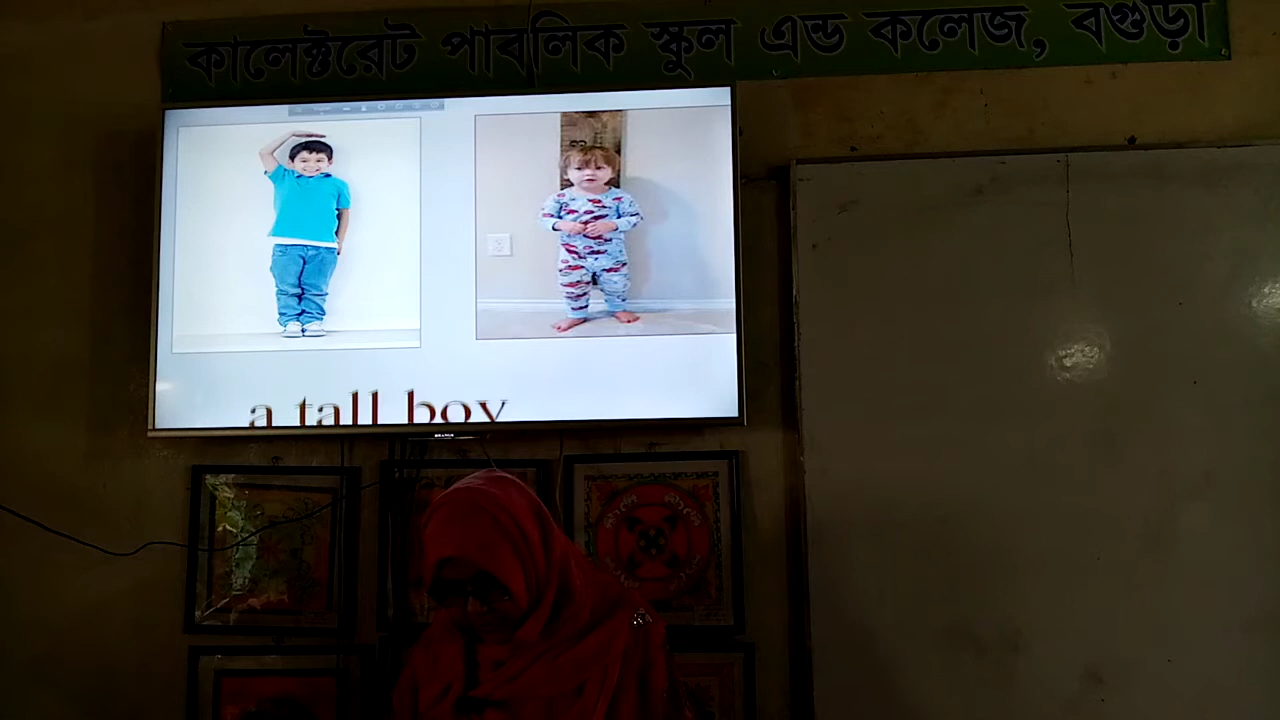 কালেক্টরেট পাবলিক স্কুল এন্ড কলেজ, বগুড়া
a tall boy